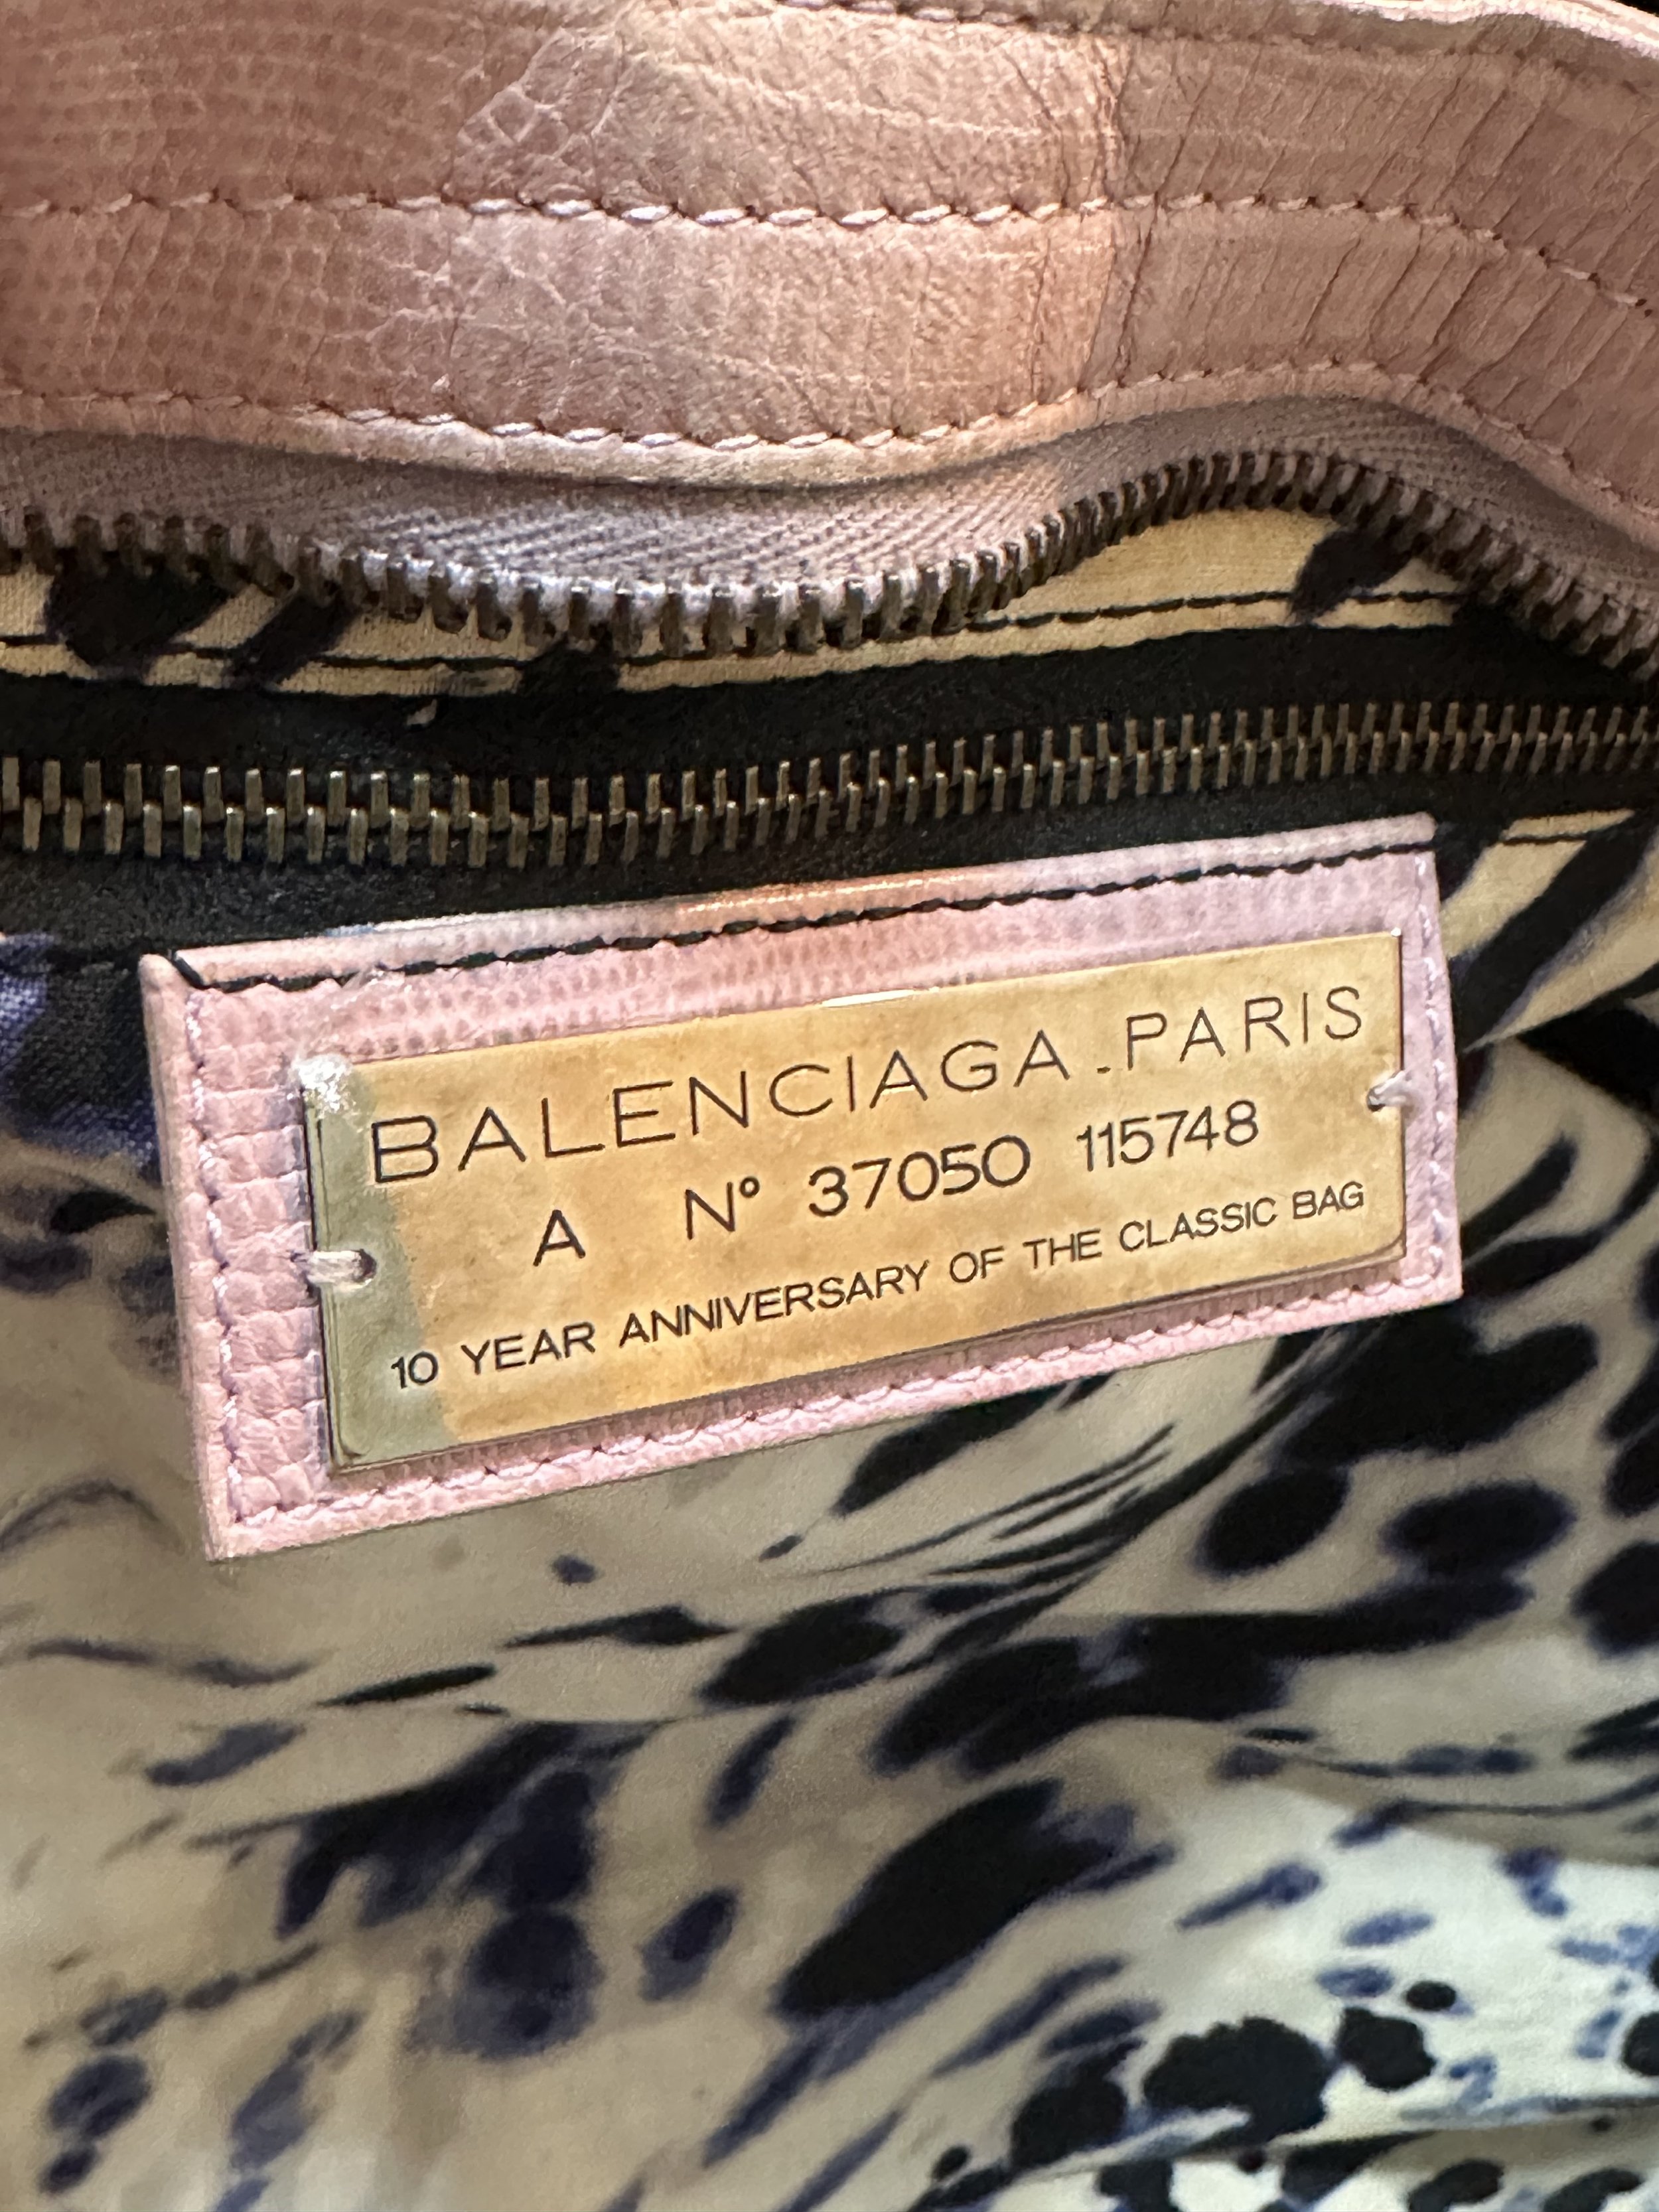 BALENCIAGA.PARIS
A N° 37050 115748
10 YEAR ANNIVERSARY OF THE CLASSIC BAG